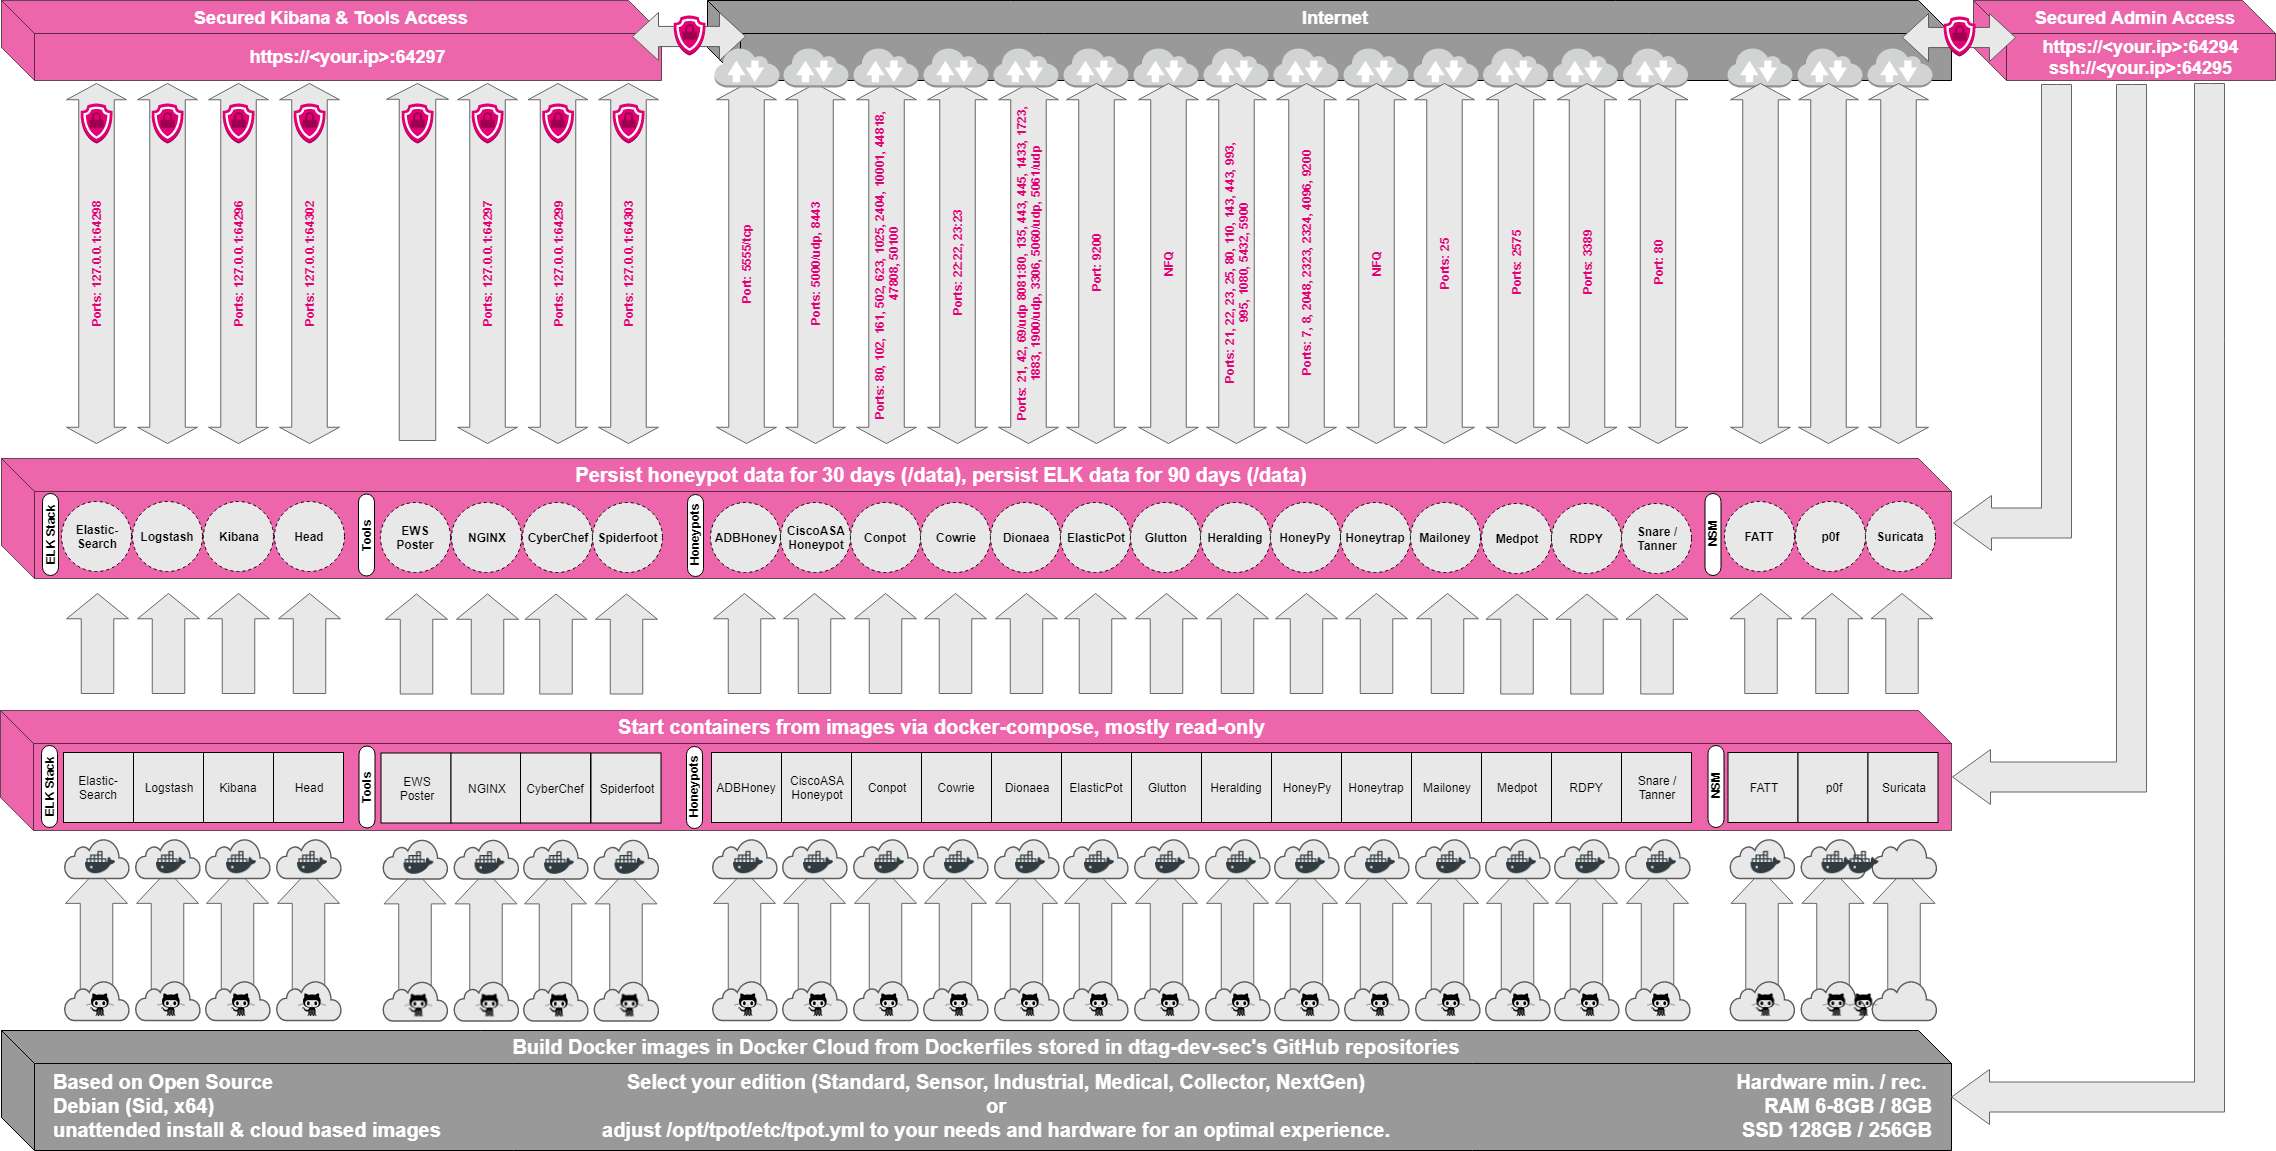 Secured Kibana & Tools Access
https://<your.ip>:64297
Internet
Secured Admin Access
https://<your.ip>:64294
ssh://<your.ip>:64295
Ports: 127.0.0.1:64298
Ports: 127.0.0.1:64296
Ports: 127.0.0.1:64302
Ports: 127.0.0.1:64297
Ports: 127.0.0.1:64299
Ports: 127.0.0.1:64303
Port: 5555/tcp
Ports: 5000/udp, 8443
Ports: 80, 102, 161, 502, 623, 1025, 2404, 10001, 44818,
47808, 50100
Ports: 22:22, 23:23
Ports: 21, 42, 69/udp 8081:80, 135, 443, 445, 1433, 1723,
1883, 1900/udp, 3306, 5060/udp, 5061/udp
Port: 9200
NFQ
Ports: 21, 22, 23, 25, 80, 110, 143, 443, 993,
995, 1080, 5432, 5900
Ports: 7, 8, 2048, 2323, 2324, 4096, 9200
NFQ
Ports: 25
Ports: 2575
Ports: 3389
Port: 80
Persist honeypot data for 30 days (/data), persist ELK data for 90 days (/data)
ELK Stack
Elastic-
Search
Logstash
Kibana
Head
Tools
EWS
Poster
NGINX
CyberChef
Spiderfoot
Honeypots
ADBHoney
CiscoASA
Honeypot
Conpot
Cowrie
Dionaea
ElasticPot
Glutton
Heralding
HoneyPy
Honeytrap
Mailoney
Medpot
RDPY
Snare /
Tanner
NSM
FATT
p0f
Suricata
Start containers from images via docker-compose, mostly read-only
ELK Stack
Elastic-
Search
Logstash
Kibana
Head
Tools
EWS
Poster
NGINX
CyberChef
Spiderfoot
Honeypots
ADBHoney
CiscoASA
Honeypot
Conpot
Cowrie
Dionaea
ElasticPot
Glutton
Heralding
HoneyPy
Honeytrap
Mailoney
Medpot
RDPY
Snare /
Tanner
NSM
FATT
p0f
Suricata
Build Docker images in Docker Cloud from Dockerfiles stored in dtag-dev-sec's GitHub repositories
Based on Open Source
Debian (Sid, x64)
unattended install & cloud based images
Select your edition (Standard, Sensor, Industrial, Medical, Collector, NextGen)
or
adjust /opt/tpot/etc/tpot.yml to your needs and hardware for an optimal experience.
Hardware min. / rec.
RAM 6-8GB / 8GB
SSD 128GB / 256GB